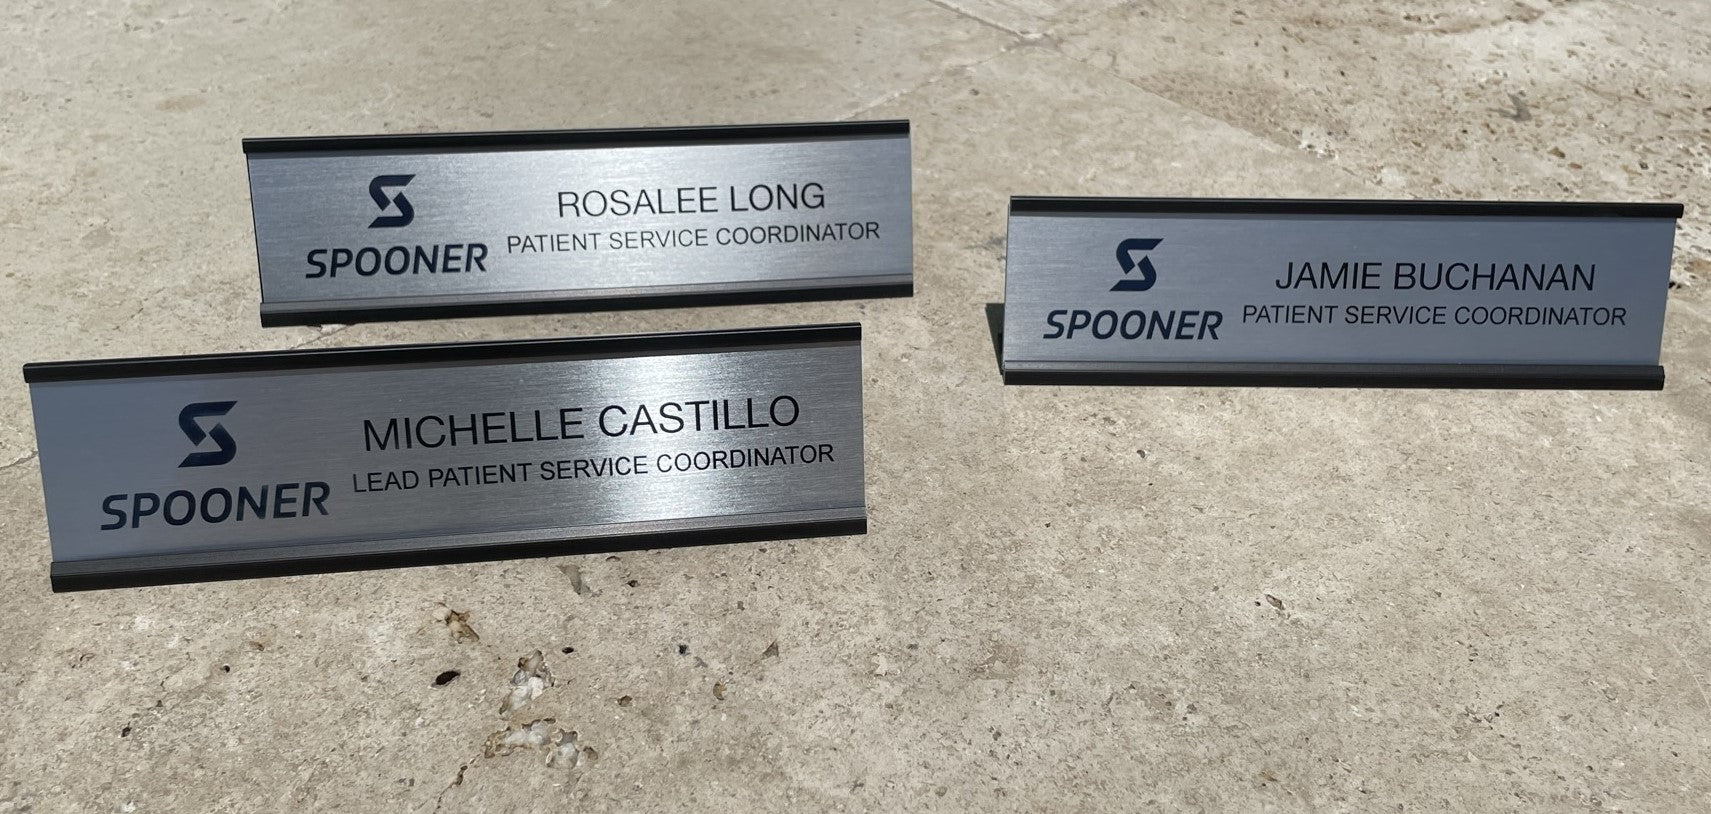 SPOONER
ROSALEE LONG
PATIENT SERVICE COORDINATOR
SPOONER
JAMIE BUCHANAN
PATIENT SERVICE COORDINATOR
SPOONER
MICHELLE CASTILLO
LEAD PATIENT SERVICE COORDINATOR